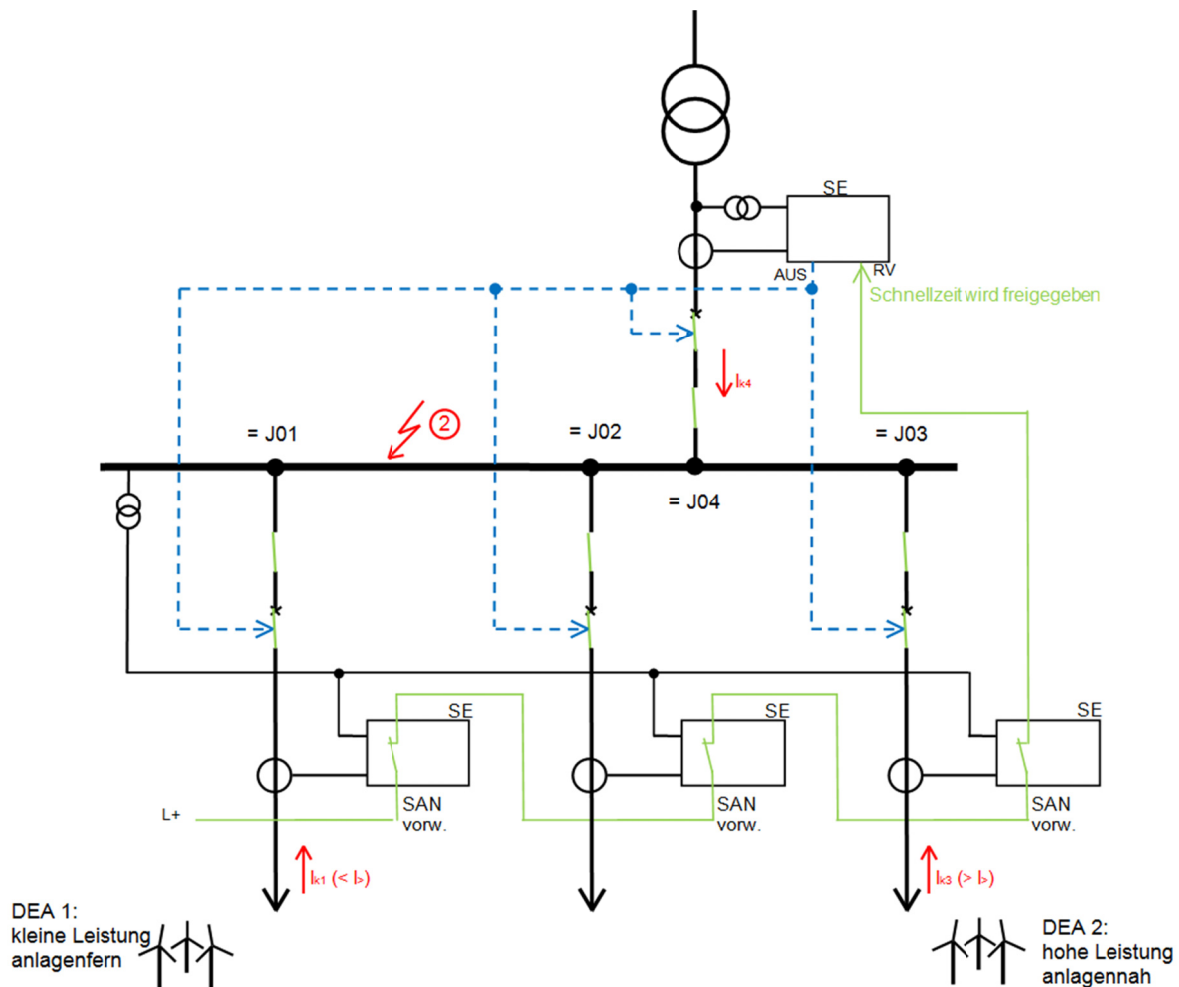 SE
AUS
RV
Schnellzeit wird freigegeben
Ik4
2
= J01
= J02
= J03
= J04
SE
SE
SE
SAN
vorw.
SAN
vorw.
SAN
vorw.
L+
Ik1 (< I>)
Ik3 (> I>)
DEA 1:
kleine Leistung
anlagenfern
DEA 2:
hohe Leistung
anlagennah